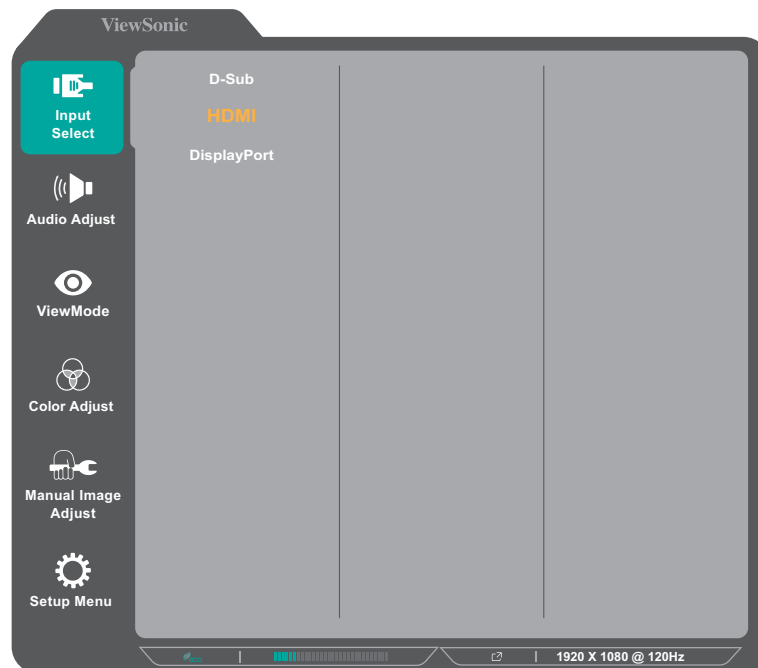 ViewSonic
Input
Select
Audio Adjust
ViewMode
Color Adjust
Manual Image
Adjust
Setup Menu
D-Sub
HDMI
DisplayPort
1920 X 1080 @ 120Hz